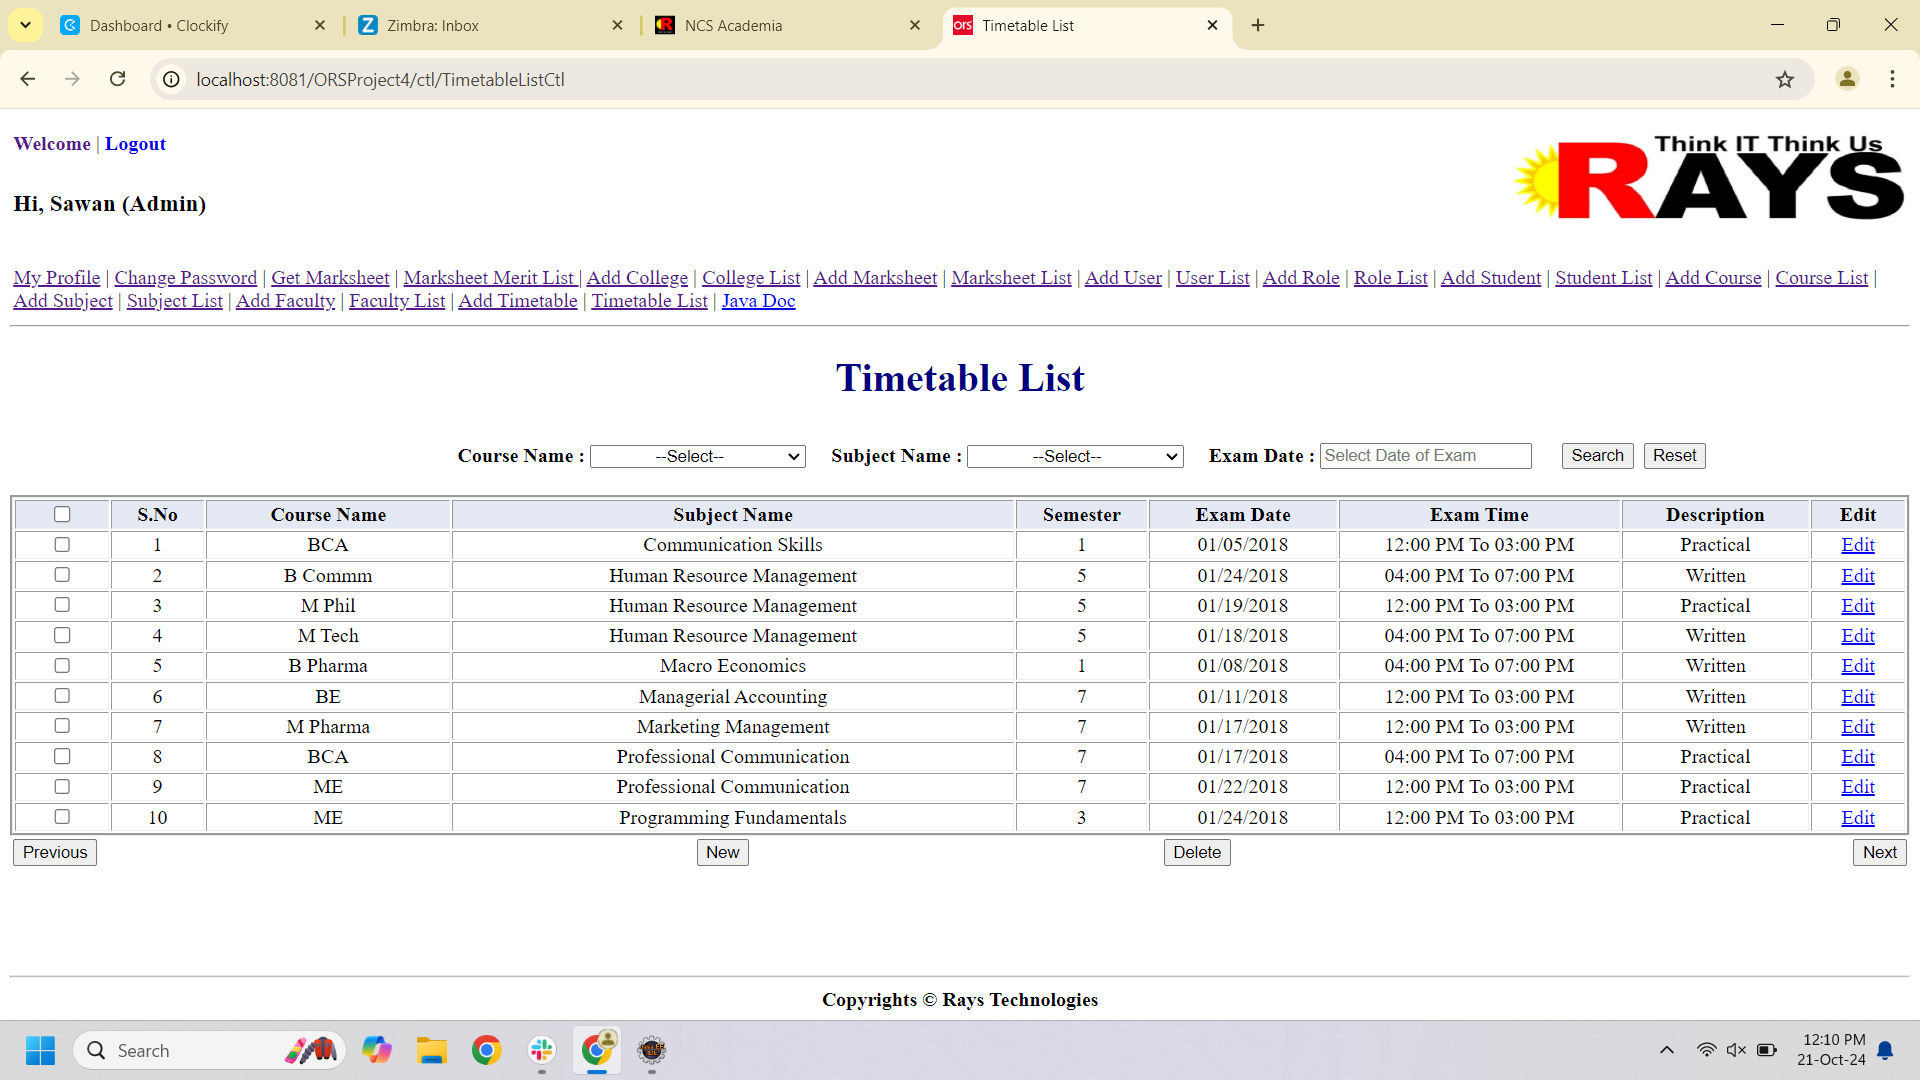 Dashboard • Clockify
Zimbra: Inbox
NCS Academia
ors Timetable List
localhost:8081/ORSProject4/ctl/TimetableListCtl
Welcome | Logout
Think IT Think Us
RAYS
Hi, Sawan (Admin)
My Profile | Change Password | Get Marksheet | Marksheet Merit List | Add College | College List | Add Marksheet | Marksheet List | Add User | User List | Add Role | Role List | Add Student | Student List | Add Course | Course List |
Add Subject | Subject List | Add Faculty | Faculty List | Add Timetable | Timetable List | Java Doc
Timetable List
Course Name : --Select-- Subject Name : --Select-- Exam Date : Select Date of Exam Search Reset
S.No Course Name Subject Name Semester Exam Date Exam Time Description Edit
1 BCA Communication Skills 1 01/05/2018 12:00 PM To 03:00 PM Practical Edit
2 B Commm Human Resource Management 5 01/24/2018 04:00 PM To 07:00 PM Written Edit
3 M Phil Human Resource Management 5 01/19/2018 12:00 PM To 03:00 PM Practical Edit
4 M Tech Human Resource Management 5 01/18/2018 04:00 PM To 07:00 PM Written Edit
5 B Pharma Macro Economics 1 01/08/2018 04:00 PM To 07:00 PM Written Edit
6 BE Managerial Accounting 7 01/11/2018 12:00 PM To 03:00 PM Written Edit
7 M Pharma Marketing Management 7 01/17/2018 12:00 PM To 03:00 PM Written Edit
8 BCA Professional Communication 7 01/17/2018 04:00 PM To 07:00 PM Practical Edit
9 ME Professional Communication 7 01/22/2018 12:00 PM To 03:00 PM Practical Edit
10 ME Programming Fundamentals 3 01/24/2018 12:00 PM To 03:00 PM Practical Edit
Previous New Delete Next
Copyrights © Rays Technologies
Search
12:10 PM
21-Oct-24